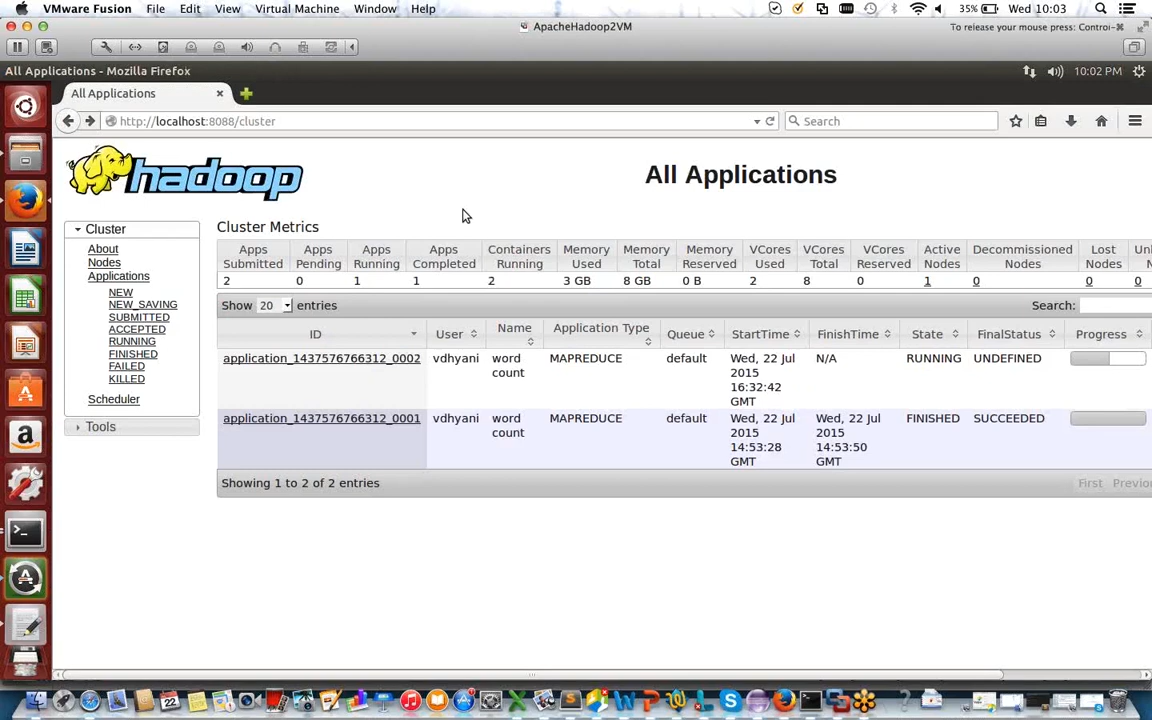 VMware Fusion File Edit View Virtual Machine Window Help 35% Wed 10:03
ApacheHadoop2VM
To release your mouse press: Control-⌘
All Applications - Mozilla Firefox
10:02 PM
All Applications
http://localhost:8088/cluster
Search
hadoop
All Applications
Cluster
About
Nodes
Applications
NEW
NEW_SAVING
SUBMITTED
ACCEPTED
RUNNING
FINISHED
FAILED
KILLED
Scheduler
Tools
Cluster Metrics
Apps Submitted Apps Pending Apps Running Apps Completed Containers Running Memory Used Memory Total Memory Reserved VCores Used VCores Total VCores Reserved Active Nodes Decommissioned Nodes Lost Nodes
2 0 1 1 2 3 GB 8 GB 0 B 2 8 0 1 0 0 0
Show 20 entries
Search:
ID User Name Application Type Queue StartTime FinishTime State FinalStatus Progress
application_1437576766312_0002 vdhyani word count MAPREDUCE default Wed, 22 Jul 2015 16:32:42 GMT N/A RUNNING UNDEFINED
application_1437576766312_0001 vdhyani word count MAPREDUCE default Wed, 22 Jul 2015 14:53:28 GMT Wed, 22 Jul 2015 14:53:50 GMT FINISHED SUCCEEDED
Showing 1 to 2 of 2 entries
First Previo